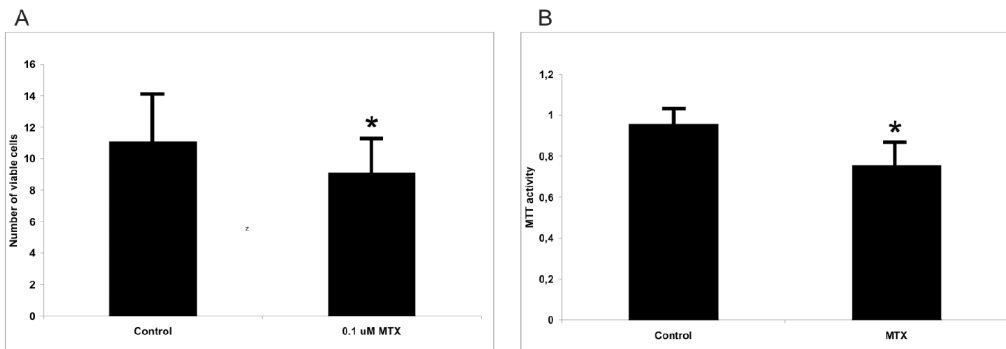 A
B
Number of viable cells
16
14
12
10
8
6
4
2
0
*
z
Control
0.1 uM MTX
MTT activity
1,2
1
0,8
0,6
0,4
0,2
0
*
Control
MTX